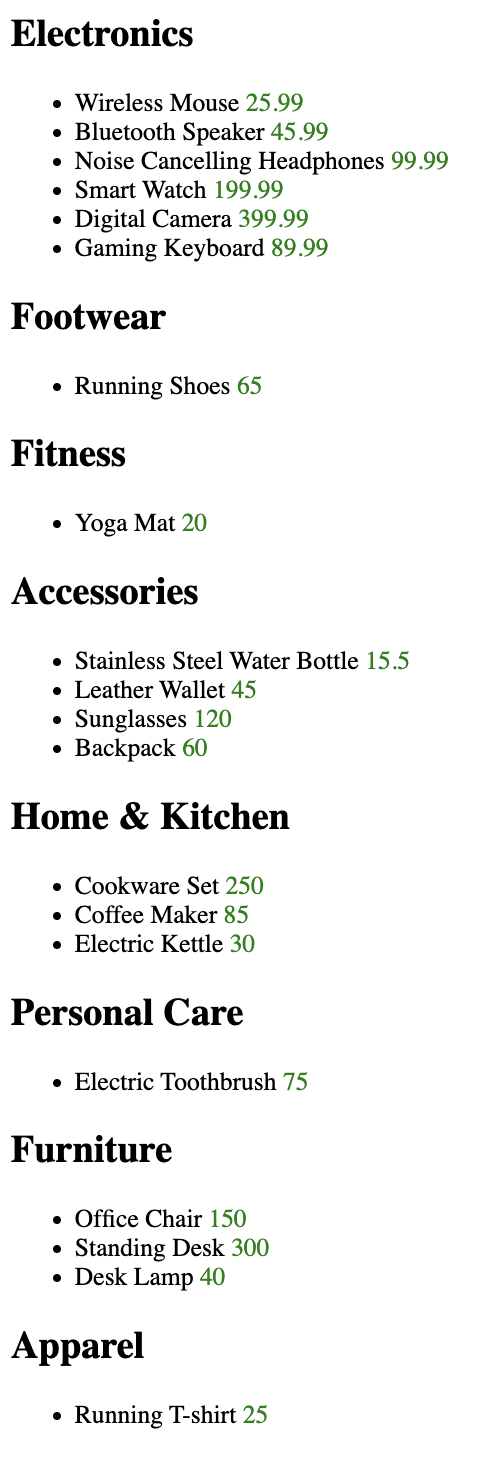 Electronics
Wireless Mouse 25.99
Bluetooth Speaker 45.99
Noise Cancelling Headphones 99.99
Smart Watch 199.99
Digital Camera 399.99
Gaming Keyboard 89.99
Footwear
Running Shoes 65
Fitness
Yoga Mat 20
Accessories
Stainless Steel Water Bottle 15.5
Leather Wallet 45
Sunglasses 120
Backpack 60
Home & Kitchen
Cookware Set 250
Coffee Maker 85
Electric Kettle 30
Personal Care
Electric Toothbrush 75
Furniture
Office Chair 150
Standing Desk 300
Desk Lamp 40
Apparel
Running T-shirt 25